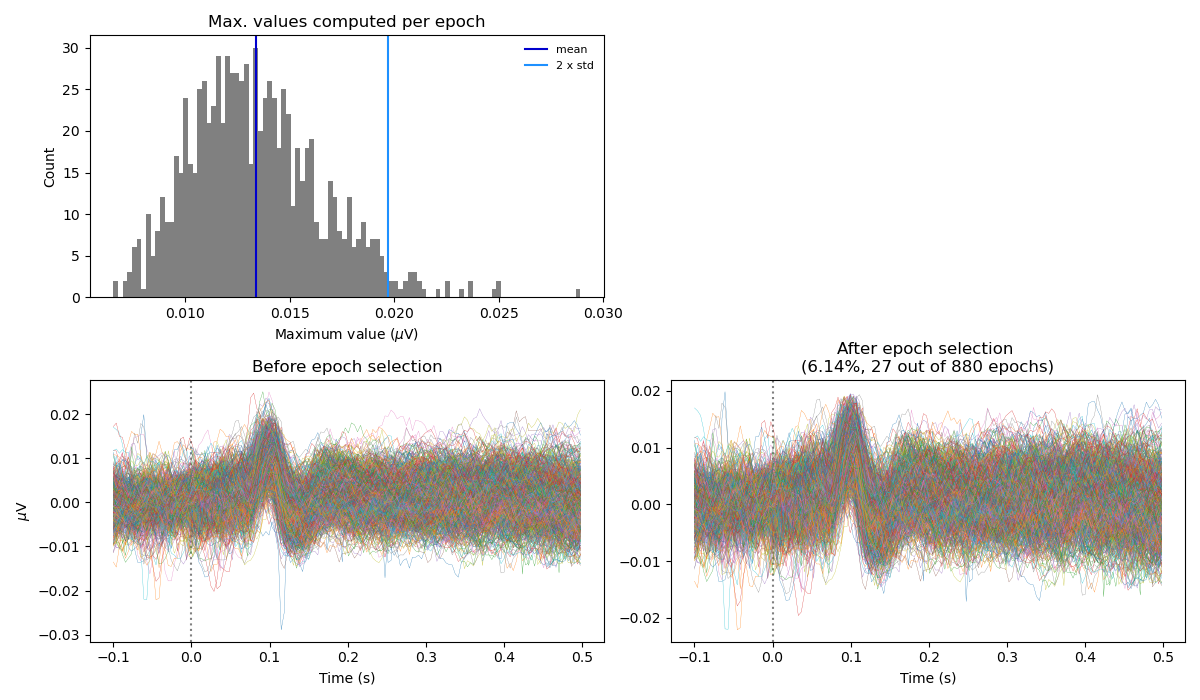 Max. values computed per epoch
30
25
20
15
10
5
0
Count
mean
2 x std
0.010 0.015 0.020 0.025 0.030
Maximum value (μV)
Before epoch selection
0.02
0.01
0.00
−0.01
−0.02
−0.03
μV
−0.1 0.0 0.1 0.2 0.3 0.4 0.5
Time (s)
After epoch selection
(6.14%, 27 out of 880 epochs)
0.02
0.01
0.00
−0.01
−0.02
−0.1 0.0 0.1 0.2 0.3 0.4 0.5
Time (s)